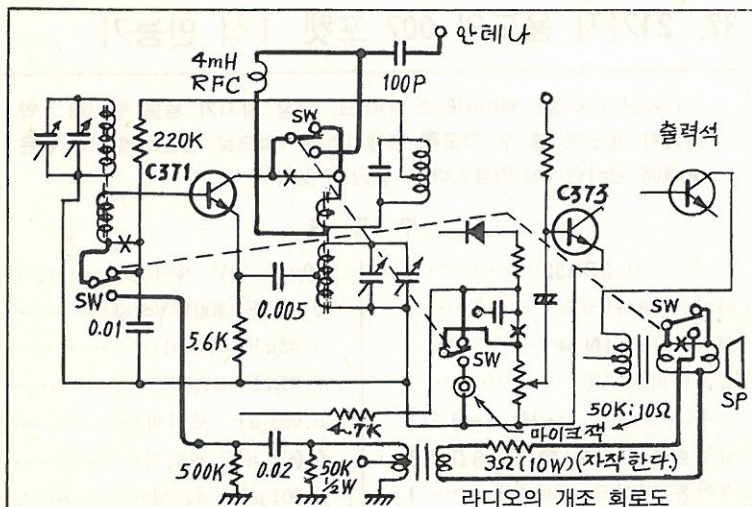 안테나
4mH
RFC
100P
SW
220K
C371
출력석
C373
SW
0.01
5.6K
0.005
SW
SW
SP
4.7K
마이크잭
50K:10Ω
500K
0.02
50K
½W
3Ω(10W)(자작한다.)
라디오의 개조 회로도